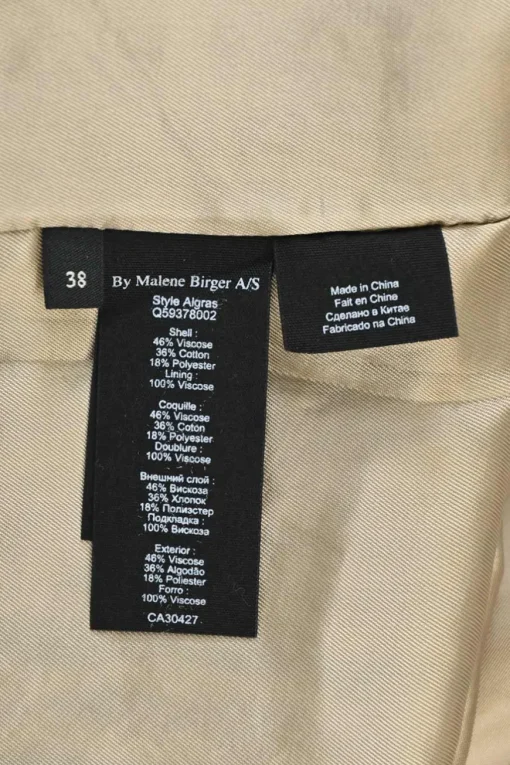 38
By Malene Birger A/S
Style Algras
Q59378002
Shell :
46% Viscose
36% Cotton
18% Polyester
Lining :
100% Viscose
Coquille :
46% Viscose
36% Coton
18% Polyester
Doublure :
100% Viscose
Внешний слой :
46% Вискоза
36% Хлопок
18% Полиэстер
Подкладка :
100% Вискоза
Exterior :
46% Viscose
36% Algodão
18% Poliester
Forro :
100% Viscose
CA30427
Made in China
Fait en Chine
Сделано в Китае
Fabricado na China